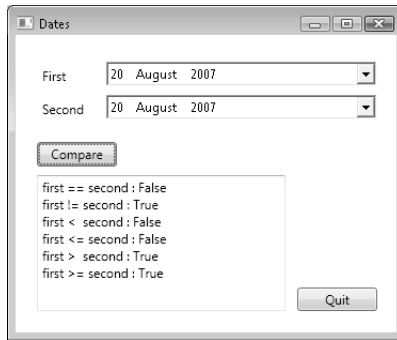 Dates
First 20 August 2007
Second 20 August 2007
Compare
first == second : False
first != second : True
first < second : False
first <= second : False
first > second : True
first >= second : True
Quit